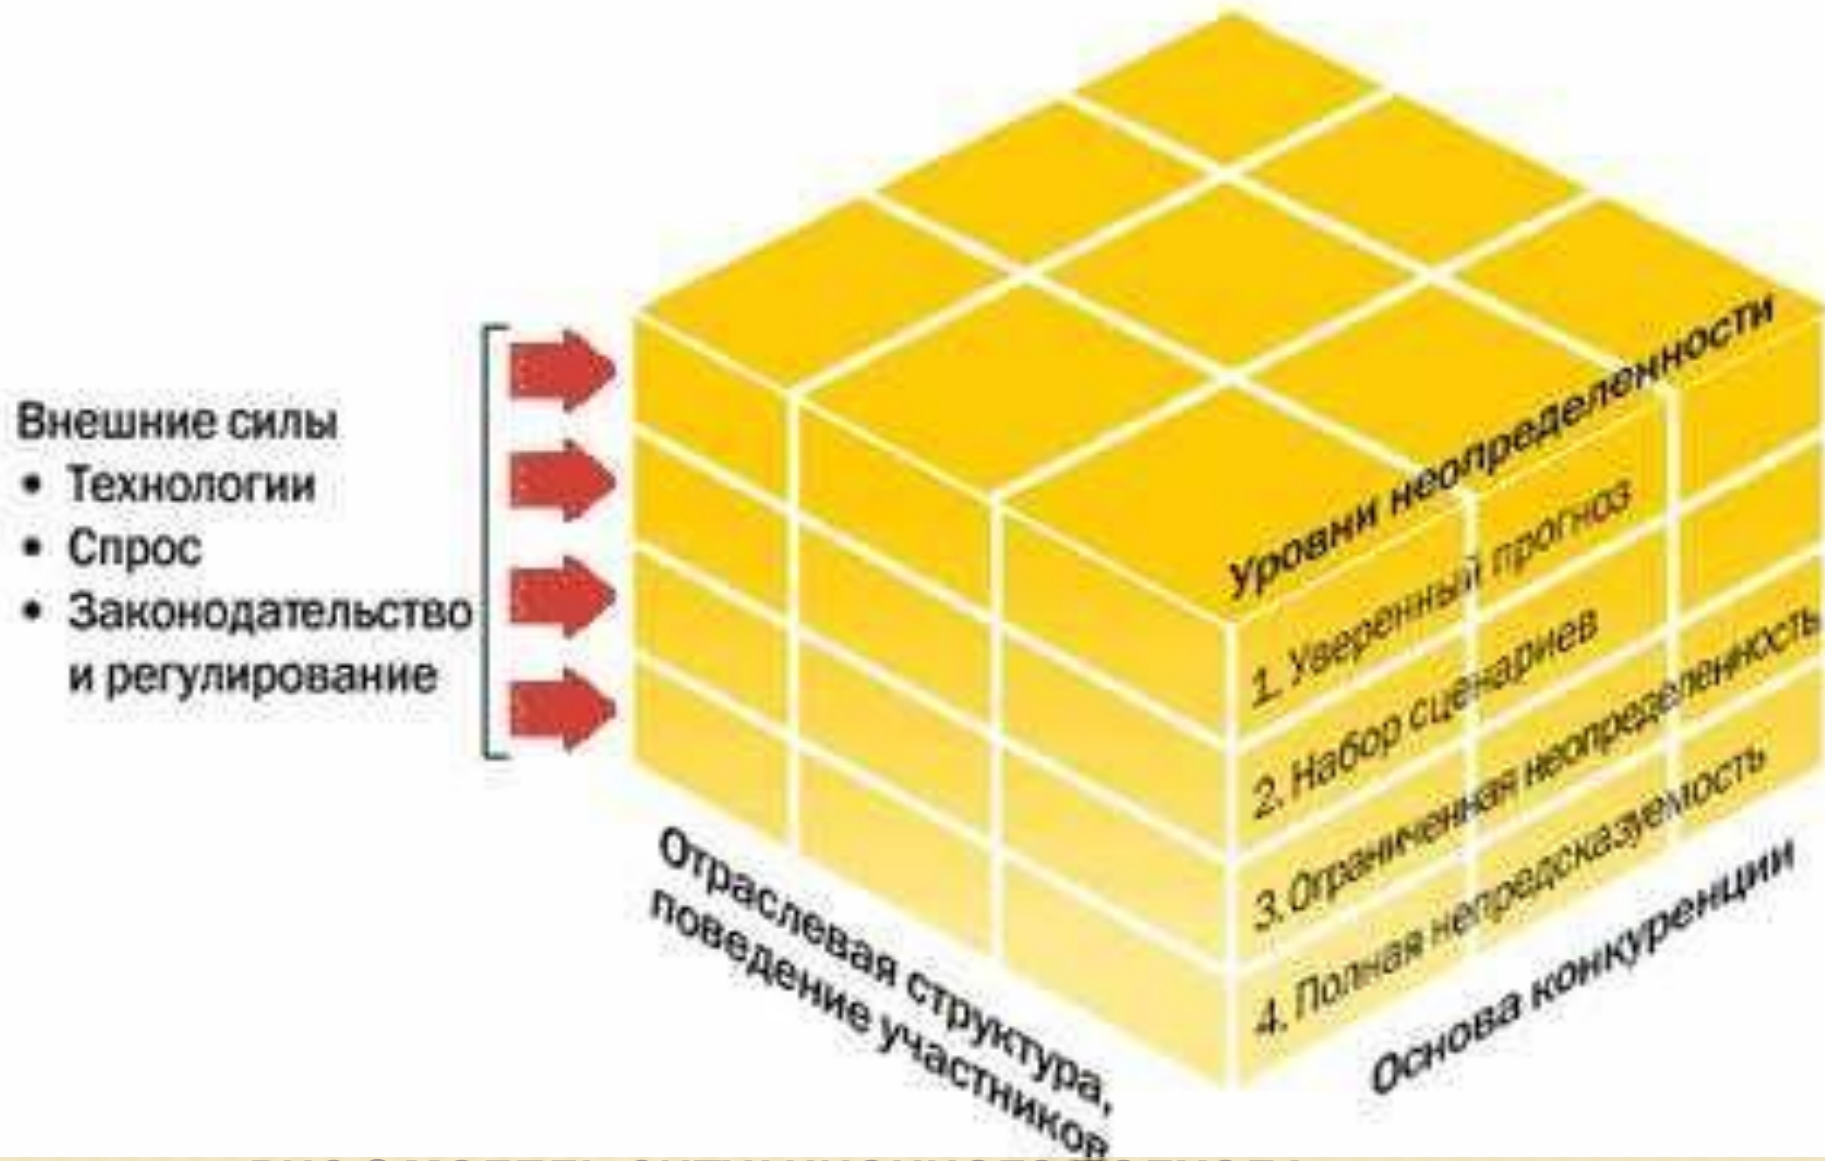 Внешние силы
• Технологии
• Спрос
• Законодательство
и регулирование
Уровни неопределенности
1. Уверенный прогноз
2. Набор сценариев
3. Ограниченная неопределенность
4. Полная непредсказуемость
Отраслевая структура,
поведение участников
Основа конкуренции